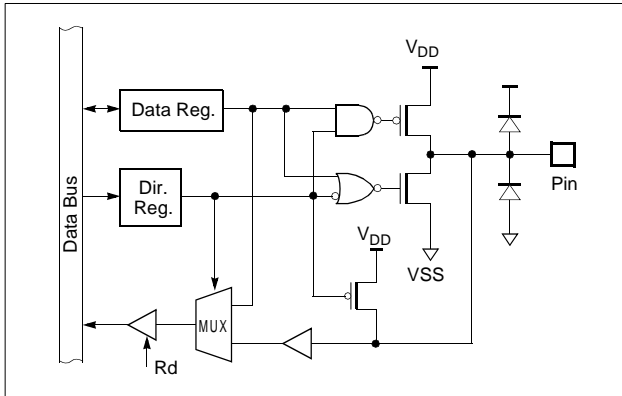 VDD
Data Reg.
Dir.
Reg.
Data Bus
Pin
VDD
VSS
MUX
Rd